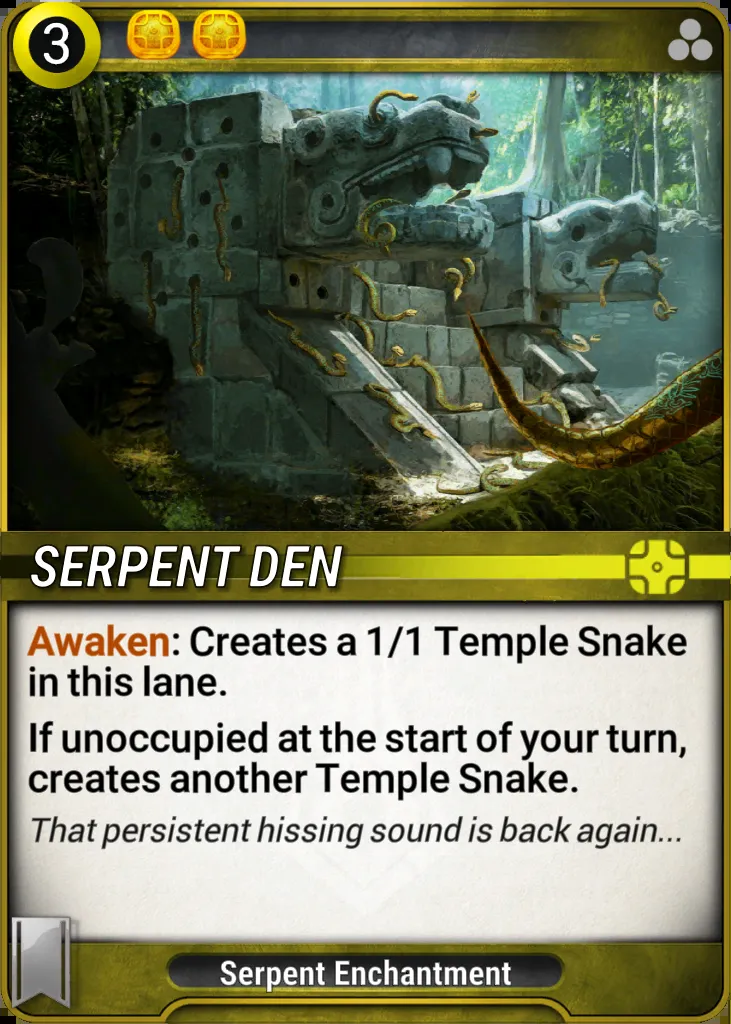 3
SERPENT DEN
Awaken: Creates a 1/1 Temple Snake
in this lane.
If unoccupied at the start of your turn,
creates another Temple Snake.
That persistent hissing sound is back again...
Serpent Enchantment